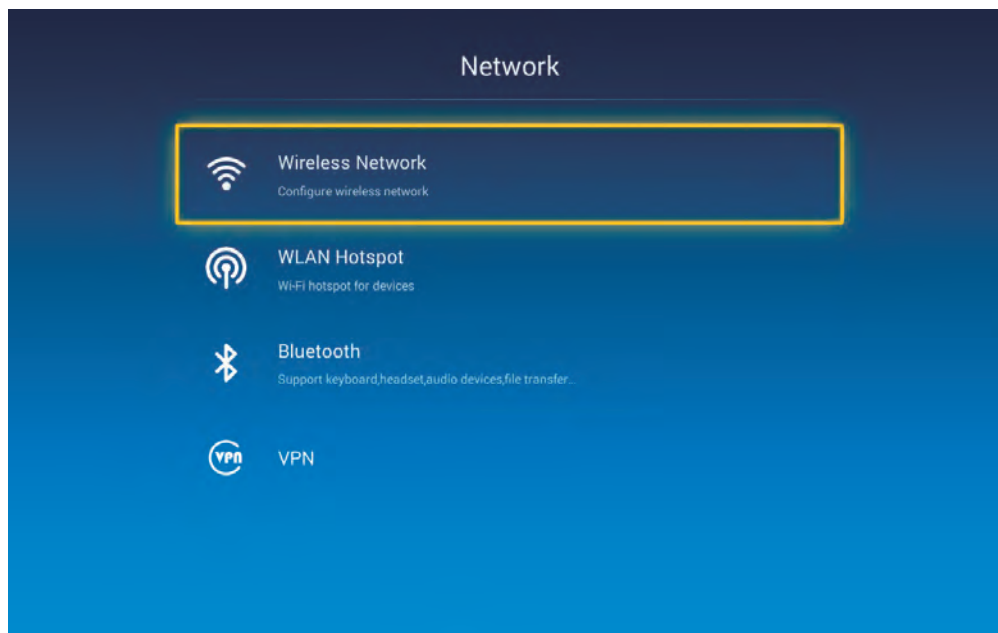 Network
Wireless Network
Configure wireless network
WLAN Hotspot
Wi-Fi hotspot for devices
Bluetooth
Support keyboard,headset,audio devices,file transfer...
VPN
VPN